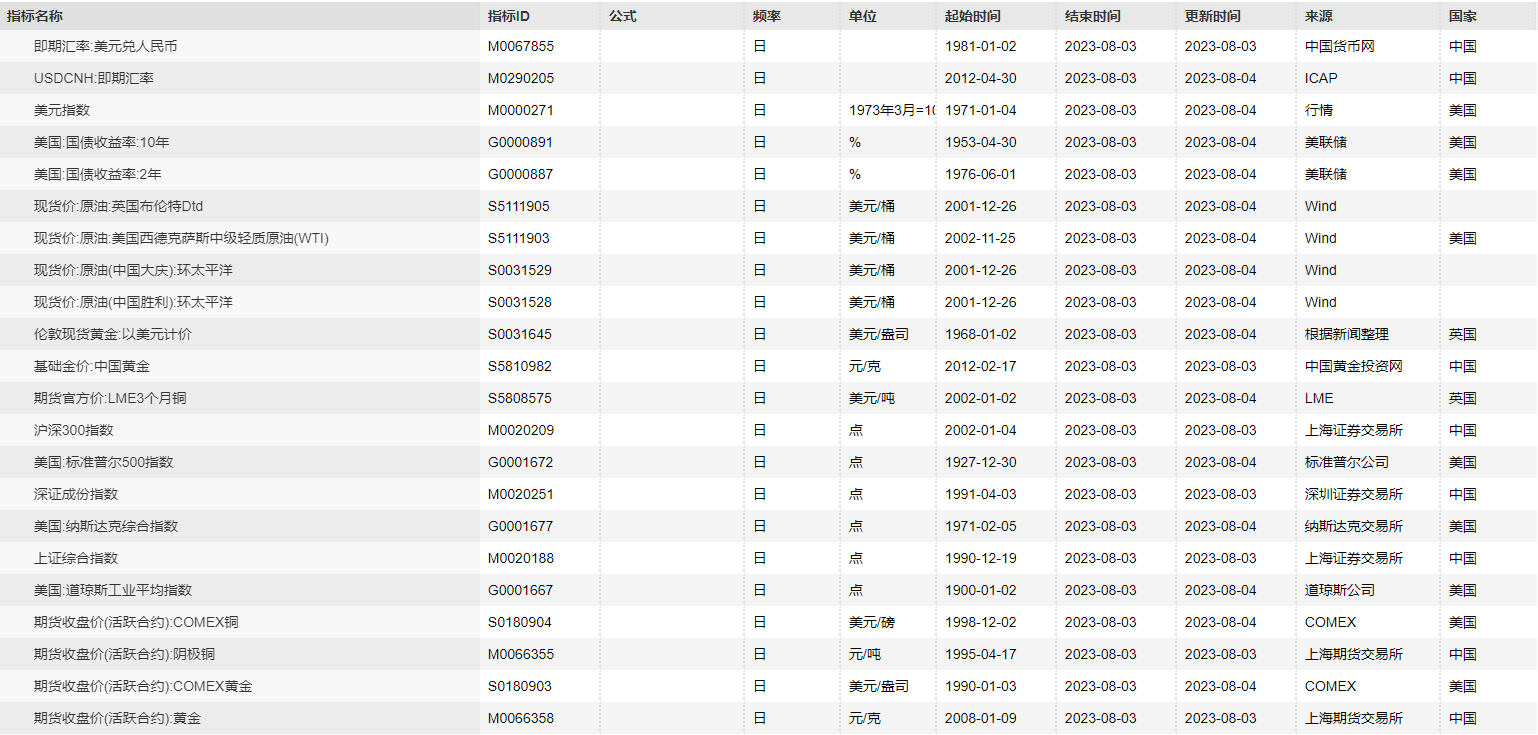 指标名称 指标ID 公式 频率 单位 起始时间 结束时间 更新时间 来源 国家
即期汇率:美元兑人民币 M0067855 日 1981-01-02 2023-08-03 2023-08-03 中国货币网 中国
USDCNH:即期汇率 M0290205 日 2012-04-30 2023-08-03 2023-08-04 ICAP 中国
美元指数 M0000271 日 1973年3月=10 1971-01-04 2023-08-03 2023-08-04 行情 美国
美国:国债收益率:10年 G0000891 日 % 1953-04-30 2023-08-03 2023-08-04 美联储 美国
美国:国债收益率:2年 G0000887 日 % 1976-06-01 2023-08-03 2023-08-04 美联储 美国
现货价:原油:英国布伦特Dtd S5111905 日 美元/桶 2001-12-26 2023-08-03 2023-08-04 Wind
现货价:原油:美国西德克萨斯中级轻质原油(WTI) S5111903 日 美元/桶 2002-11-25 2023-08-03 2023-08-04 Wind 美国
现货价:原油(中国大庆):环太平洋 S0031529 日 美元/桶 2001-12-26 2023-08-03 2023-08-04 Wind
现货价:原油(中国胜利):环太平洋 S0031528 日 美元/桶 2001-12-26 2023-08-03 2023-08-04 Wind
伦敦现货黄金:以美元计价 S0031645 日 美元/盎司 1968-01-02 2023-08-03 2023-08-04 根据新闻整理 英国
基础金价:中国黄金 S5810982 日 元/克 2012-02-17 2023-08-03 2023-08-03 中国黄金投资网 中国
期货官方价:LME3个月铜 S5808575 日 美元/吨 2002-01-02 2023-08-03 2023-08-04 LME 英国
沪深300指数 M0020209 日 点 2002-01-04 2023-08-03 2023-08-03 上海证券交易所 中国
美国:标准普尔500指数 G0001672 日 点 1927-12-30 2023-08-03 2023-08-04 标准普尔公司 美国
深证成份指数 M0020251 日 点 1991-04-03 2023-08-03 2023-08-03 深圳证券交易所 中国
美国:纳斯达克综合指数 G0001677 日 点 1971-02-05 2023-08-03 2023-08-04 纳斯达克交易所 美国
上证综合指数 M0020188 日 点 1990-12-19 2023-08-03 2023-08-03 上海证券交易所 中国
美国:道琼斯工业平均指数 G0001667 日 点 1900-01-02 2023-08-03 2023-08-04 道琼斯公司 美国
期货收盘价(活跃合约):COMEX铜 S0180904 日 美元/磅 1998-12-02 2023-08-03 2023-08-04 COMEX 美国
期货收盘价(活跃合约):阴极铜 M0066355 日 元/吨 1995-04-17 2023-08-03 2023-08-03 上海期货交易所 中国
期货收盘价(活跃合约):COMEX黄金 S0180903 日 美元/盎司 1990-01-03 2023-08-03 2023-08-04 COMEX 美国
期货收盘价(活跃合约):黄金 M0066358 日 元/克 2008-01-09 2023-08-03 2023-08-03 上海期货交易所 中国